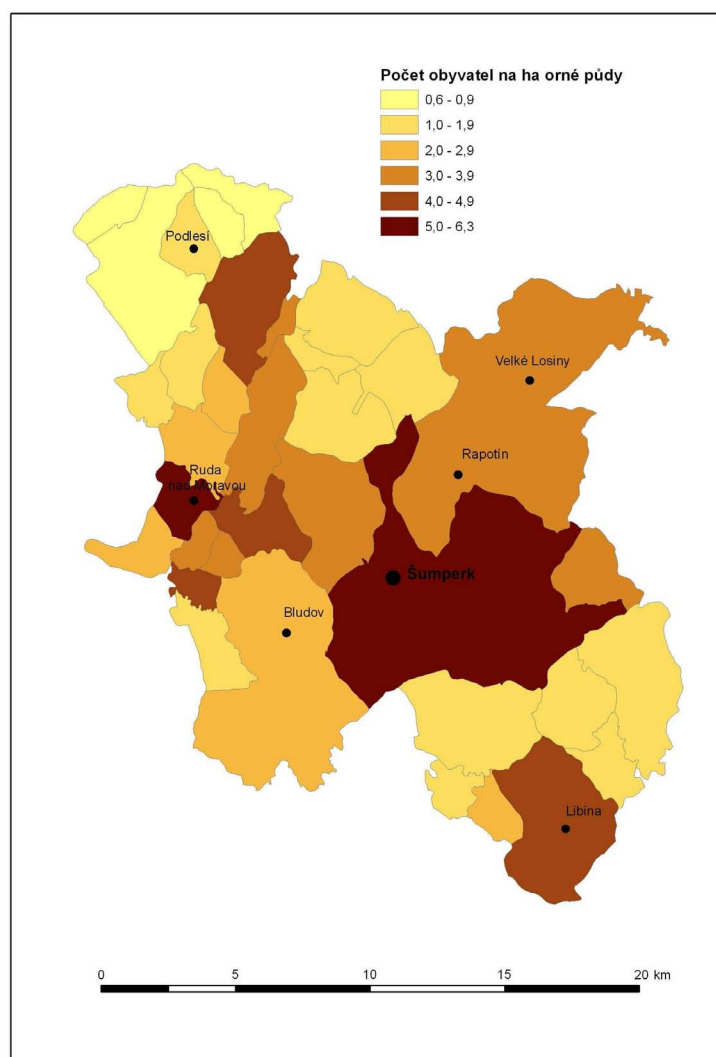 Počet obyvatel na ha orné půdy
0,6 - 0,9
1,0 - 1,9
2,0 - 2,9
3,0 - 3,9
4,0 - 4,9
5,0 - 6,3
Podlesí
Velké Losiny
Ruda
nad Moravou
Rapotín
Šumperk
Bludov
Libina
0 5 10 15 20 km